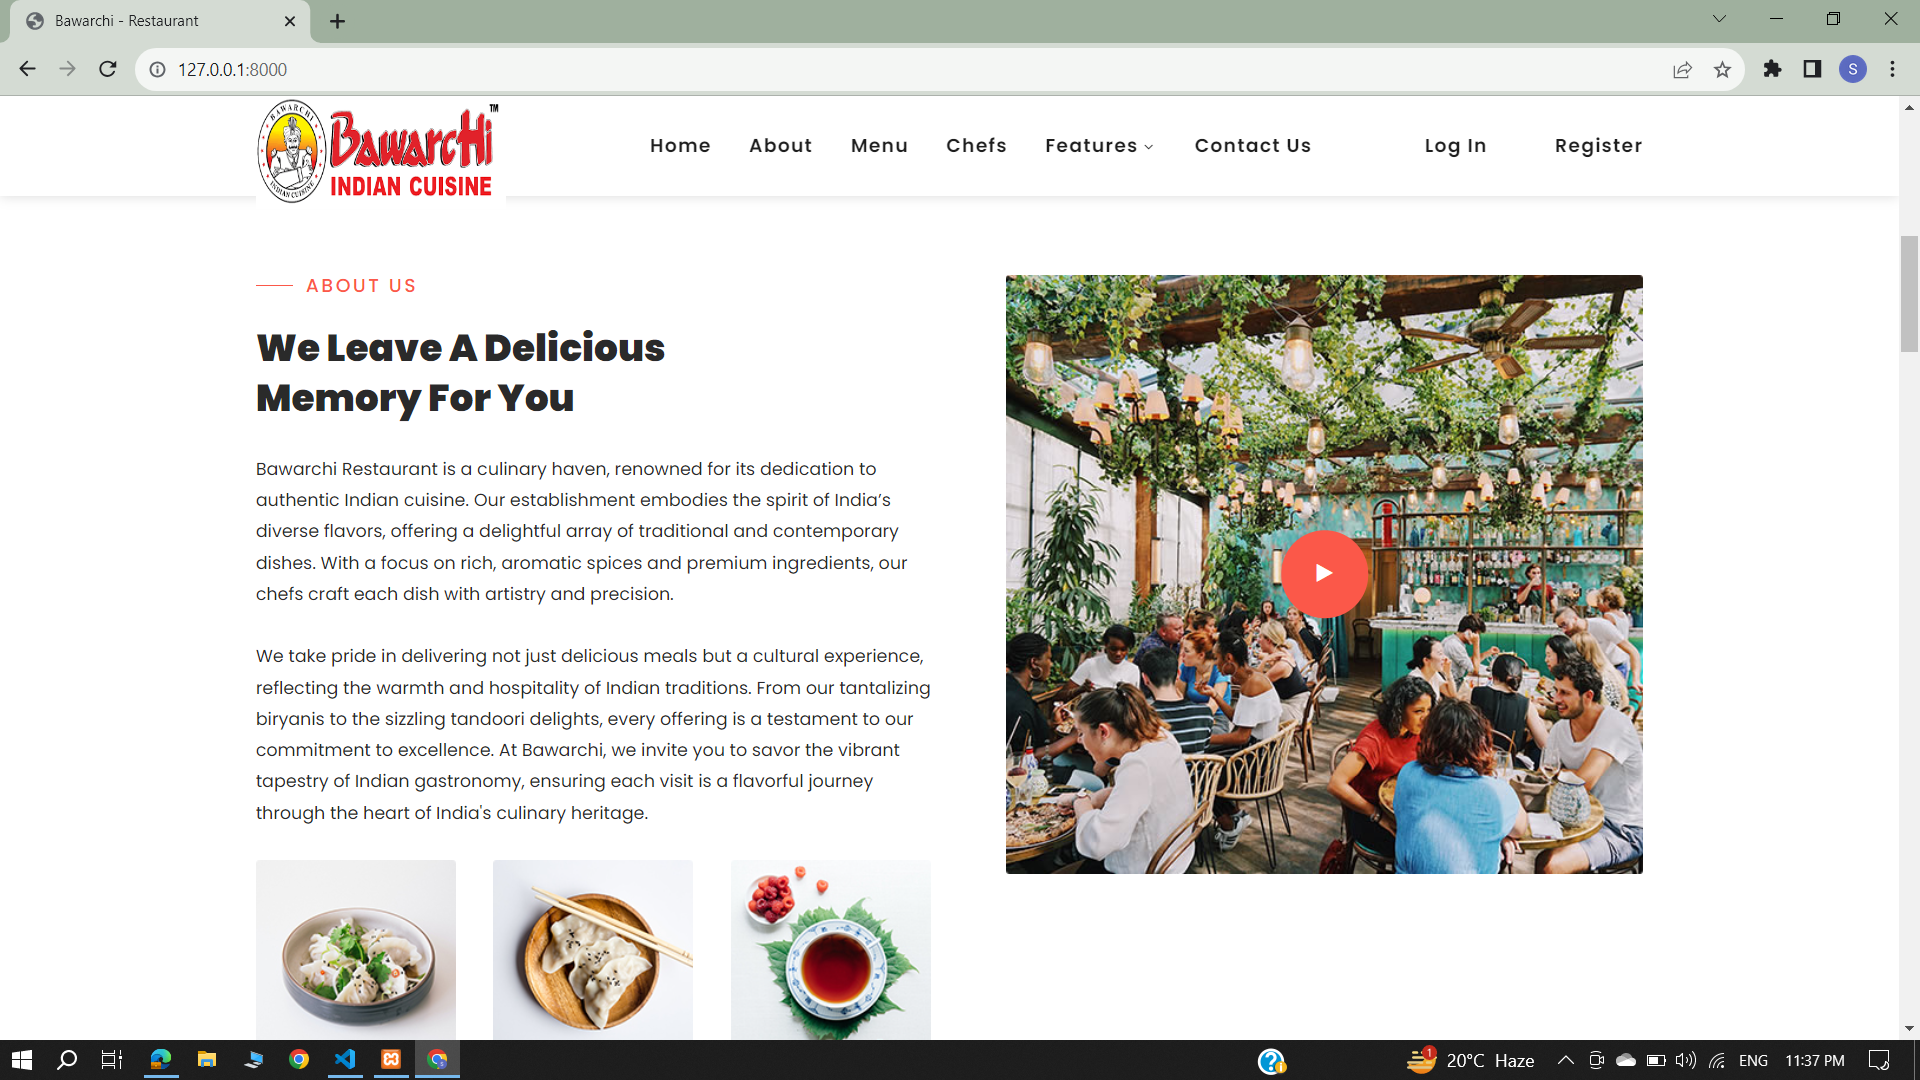 Bawarchi - Restaurant
127.0.0.1:8000
BAWARCHI
INDIAN CUISINE
BAWARCHI TM
INDIAN CUISINE
Home About Menu Chefs Features Contact Us Log In Register
ABOUT US
We Leave A Delicious
Memory For You
Bawarchi Restaurant is a culinary haven, renowned for its dedication to
authentic Indian cuisine. Our establishment embodies the spirit of India’s
diverse flavors, offering a delightful array of traditional and contemporary
dishes. With a focus on rich, aromatic spices and premium ingredients, our
chefs craft each dish with artistry and precision.
We take pride in delivering not just delicious meals but a cultural experience,
reflecting the warmth and hospitality of Indian traditions. From our tantalizing
biryanis to the sizzling tandoori delights, every offering is a testament to our
commitment to excellence. At Bawarchi, we invite you to savor the vibrant
tapestry of Indian gastronomy, ensuring each visit is a flavorful journey
through the heart of India's culinary heritage.
S
1
20°C Haze
ENG
11:37 PM